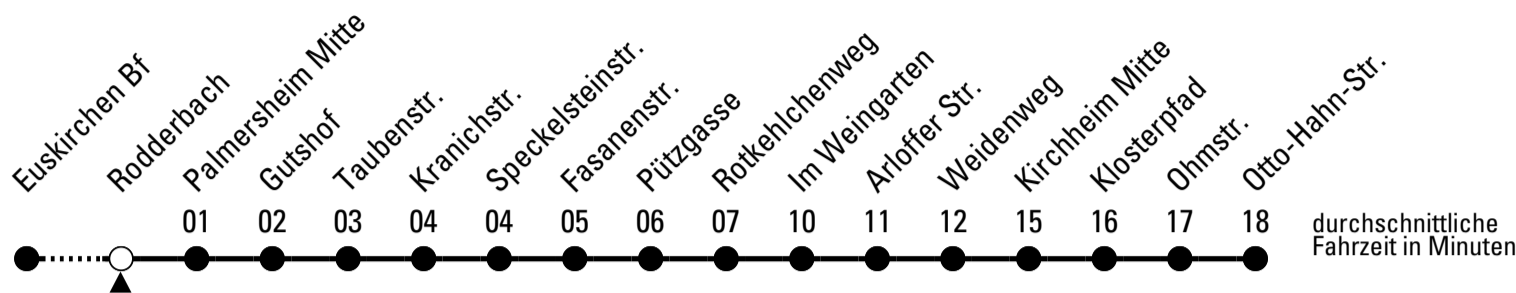 Euskirchen Bf
Rodderbach
Palmersheim Mitte
Gutshof
Taubenstr.
Kranichstr.
Speckelsteinstr.
Fasanenstr.
Pützgasse
Rotkehlchenweg
Im Weingarten
Arloffer Str.
Weidenweg
Kirchheim Mitte
Klosterpfad
Ohmstr.
Otto-Hahn-Str.
01 02 03 04 04 05 06 07 10 11 12 15 16 17 18
durchschnittliche
Fahrzeit in Minuten